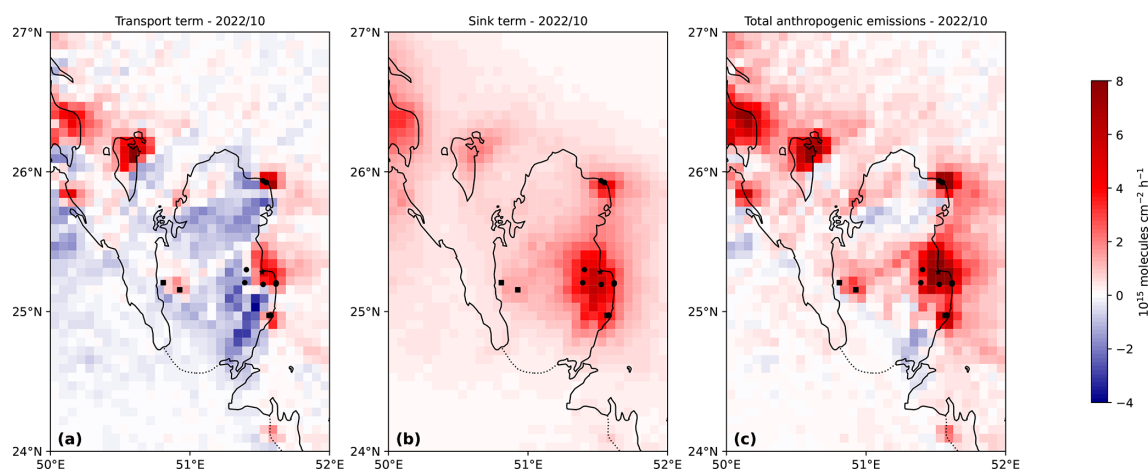 Transport term - 2022/10
Sink term - 2022/10
Total anthropogenic emissions - 2022/10
27°N
26°N
25°N
24°N
50°E
51°E
52°E
(a)
27°N
26°N
25°N
24°N
50°E
51°E
52°E
(b)
27°N
26°N
25°N
24°N
50°E
51°E
52°E
(c)
8
6
4
2
0
−2
−4
10¹⁵ molecules cm⁻² h⁻¹